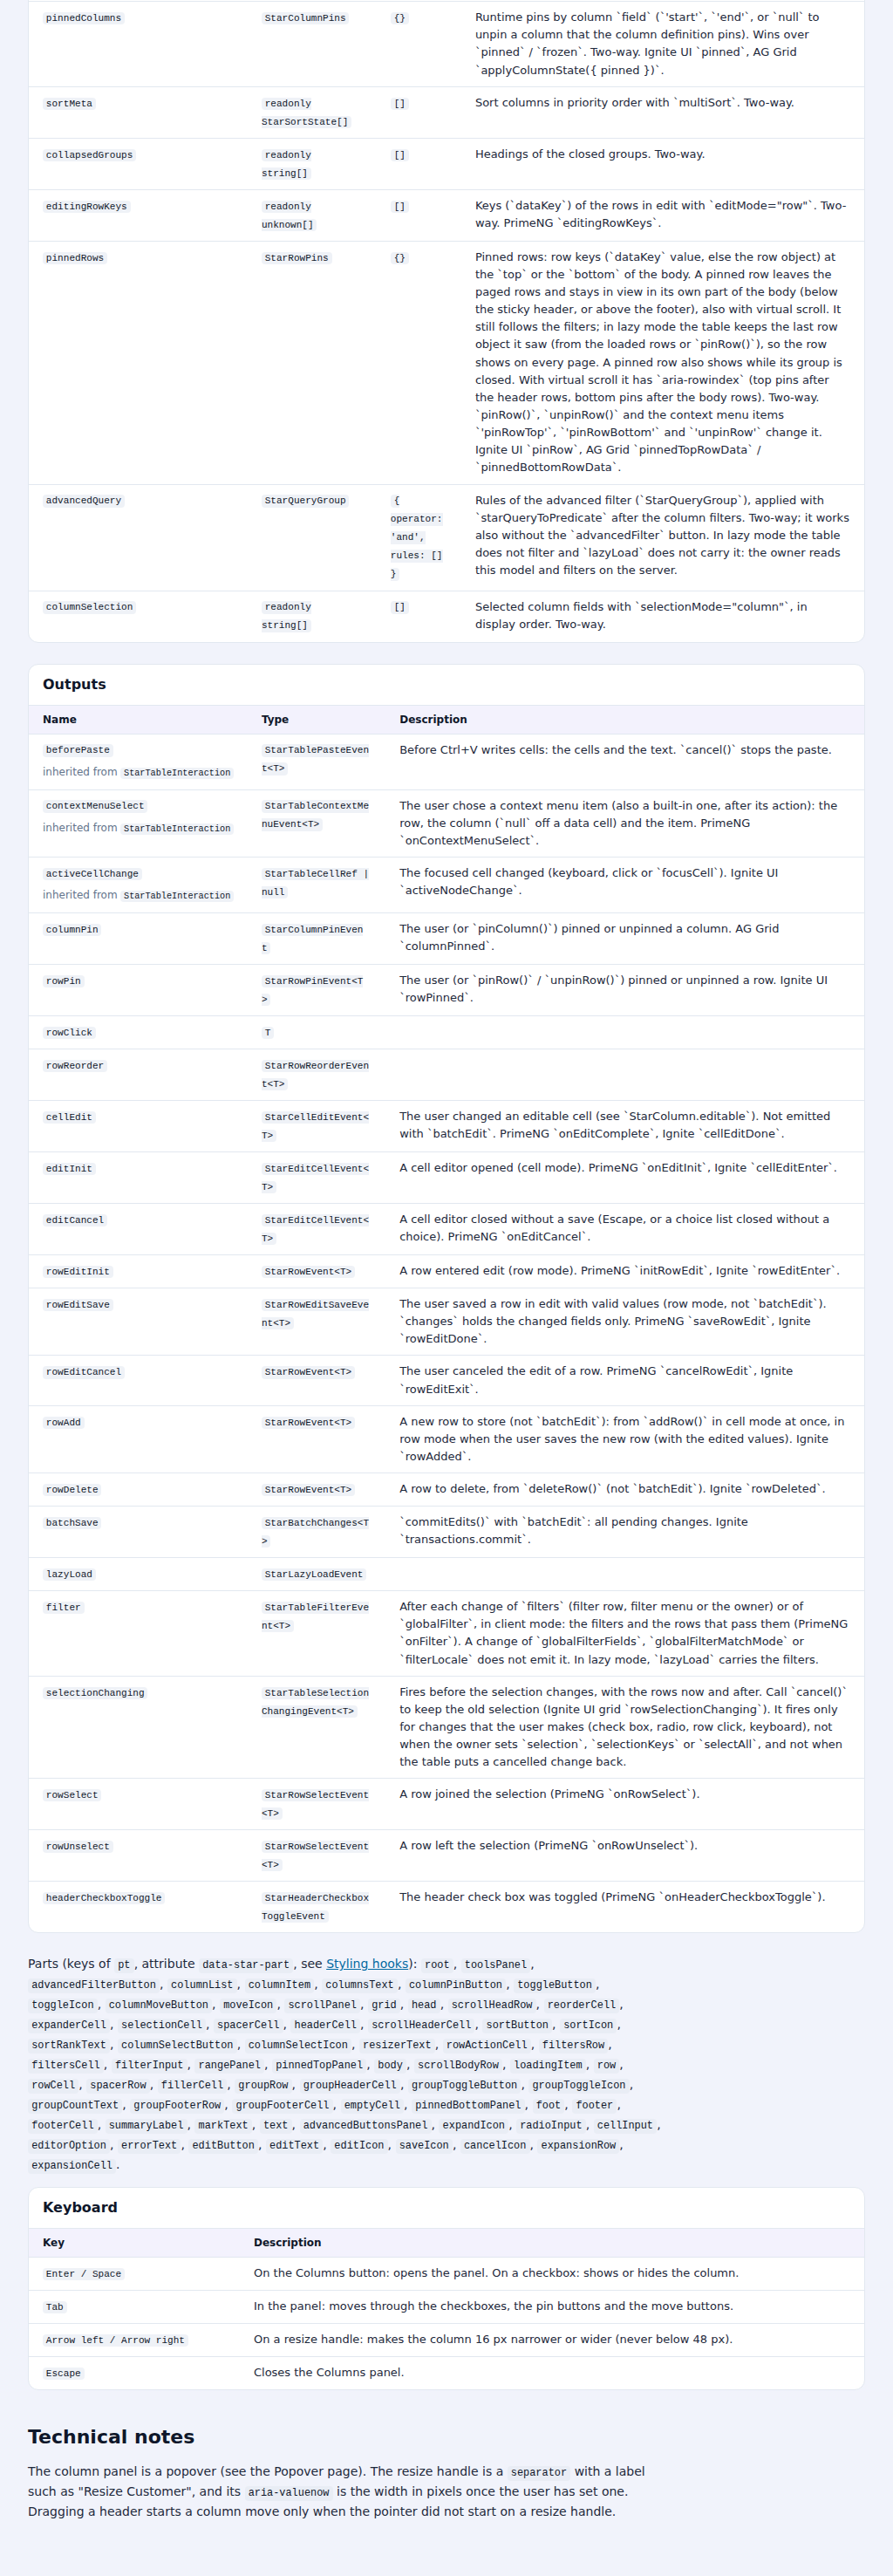 pinnedColumns StarColumnPins {} Runtime pins by column `field` (`'start'`, `'end'`, or `null` to
unpin a column that the column definition pins). Wins over
`pinned` / `frozen`. Two-way. Ignite UI `pinned`, AG Grid
`applyColumnState({ pinned })`.
sortMeta readonly [] Sort columns in priority order with `multiSort`. Two-way.
StarSortState[]
collapsedGroups readonly [] Headings of the closed groups. Two-way.
string[]
editingRowKeys readonly [] Keys (`dataKey`) of the rows in edit with `editMode="row"`. Two-
unknown[] way. PrimeNG `editingRowKeys`.
pinnedRows StarRowPins {} Pinned rows: row keys (`dataKey` value, else the row object) at
the `top` or the `bottom` of the body. A pinned row leaves the
paged rows and stays in view in its own part of the body (below
the sticky header, or above the footer), also with virtual scroll. It
still follows the filters; in lazy mode the table keeps the last row
object it saw (from the loaded rows or `pinRow()`), so the row
shows on every page. A pinned row also shows while its group is
closed. With virtual scroll it has `aria-rowindex` (top pins after
the header rows, bottom pins after the body rows). Two-way.
`pinRow()`, `unpinRow()` and the context menu items
`'pinRowTop'`, `'pinRowBottom'` and `'unpinRow'` change it.
Ignite UI `pinRow`, AG Grid `pinnedTopRowData` /
`pinnedBottomRowData`.
advancedQuery StarQueryGroup { Rules of the advanced filter (`StarQueryGroup`), applied with
operator: `starQueryToPredicate` after the column filters. Two-way; it works
'and', also without the `advancedFilter` button. In lazy mode the table
rules: [] does not filter and `lazyLoad` does not carry it: the owner reads
} this model and filters on the server.
columnSelection readonly [] Selected column fields with `selectionMode="column"`, in
string[] display order. Two-way.
Outputs
Name Type Description
beforePaste StarTablePasteEven Before Ctrl+V writes cells: the cells and the text. `cancel()` stops the paste.
inherited from StarTableInteraction t<T>
contextMenuSelect StarTableContextMe The user chose a context menu item (also a built-in one, after its action): the
inherited from StarTableInteraction nuEvent<T> row, the column (`null` off a data cell) and the item. PrimeNG
`onContextMenuSelect`.
activeCellChange StarTableCellRef | The focused cell changed (keyboard, click or `focusCell`). Ignite UI
inherited from StarTableInteraction null `activeNodeChange`.
columnPin StarColumnPinEven The user (or `pinColumn()`) pinned or unpinned a column. AG Grid
t `columnPinned`.
rowPin StarRowPinEvent<T The user (or `pinRow()` / `unpinRow()`) pinned or unpinned a row. Ignite UI
> `rowPinned`.
rowClick T
rowReorder StarRowReorderEven
t<T>
cellEdit StarCellEditEvent< The user changed an editable cell (see `StarColumn.editable`). Not emitted
T> with `batchEdit`. PrimeNG `onEditComplete`, Ignite `cellEditDone`.
editInit StarEditCellEvent< A cell editor opened (cell mode). PrimeNG `onEditInit`, Ignite `cellEditEnter`.
T>
editCancel StarEditCellEvent< A cell editor closed without a save (Escape, or a choice list closed without a
T> choice). PrimeNG `onEditCancel`.
rowEditInit StarRowEvent<T> A row entered edit (row mode). PrimeNG `initRowEdit`, Ignite `rowEditEnter`.
rowEditSave StarRowEditSaveEve The user saved a row in edit with valid values (row mode, not `batchEdit`).
nt<T> `changes` holds the changed fields only. PrimeNG `saveRowEdit`, Ignite
`rowEditDone`.
rowEditCancel StarRowEvent<T> The user canceled the edit of a row. PrimeNG `cancelRowEdit`, Ignite
`rowEditExit`.
rowAdd StarRowEvent<T> A new row to store (not `batchEdit`): from `addRow()` in cell mode at once, in
row mode when the user saves the new row (with the edited values). Ignite
`rowAdded`.
rowDelete StarRowEvent<T> A row to delete, from `deleteRow()` (not `batchEdit`). Ignite `rowDeleted`.
batchSave StarBatchChanges<T `commitEdits()` with `batchEdit`: all pending changes. Ignite
> `transactions.commit`.
lazyLoad StarLazyLoadEvent
filter StarTableFilterEve After each change of `filters` (filter row, filter menu or the owner) or of
nt<T> `globalFilter`, in client mode: the filters and the rows that pass them (PrimeNG
`onFilter`). A change of `globalFilterFields`, `globalFilterMatchMode` or
`filterLocale` does not emit it. In lazy mode, `lazyLoad` carries the filters.
selectionChanging StarTableSelection Fires before the selection changes, with the rows now and after. Call `cancel()`
ChangingEvent<T> to keep the old selection (Ignite UI grid `rowSelectionChanging`). It fires only
for changes that the user makes (check box, radio, row click, keyboard), not
when the owner sets `selection`, `selectionKeys` or `selectAll`, and not when
the table puts a cancelled change back.
rowSelect StarRowSelectEvent A row joined the selection (PrimeNG `onRowSelect`).
<T>
rowUnselect StarRowSelectEvent A row left the selection (PrimeNG `onRowUnselect`).
<T>
headerCheckboxToggle StarHeaderCheckbox The header check box was toggled (PrimeNG `onHeaderCheckboxToggle`).
ToggleEvent
Parts (keys of pt, attribute data-star-part, see Styling hooks): root, toolsPanel,
advancedFilterButton, columnList, columnItem, columnsText, columnPinButton, toggleButton,
toggleIcon, columnMoveButton, moveIcon, scrollPanel, grid, head, scrollHeadRow, reorderCell,
expanderCell, selectionCell, spacerCell, headerCell, scrollHeaderCell, sortButton, sortIcon,
sortRankText, columnSelectButton, columnSelectIcon, resizerText, rowActionCell, filtersRow,
filtersCell, filterInput, rangePanel, pinnedTopPanel, body, scrollBodyRow, loadingItem, row,
rowCell, spacerRow, fillerCell, groupRow, groupHeaderCell, groupToggleButton, groupToggleIcon,
groupCountText, groupFooterRow, groupFooterCell, emptyCell, pinnedBottomPanel, foot, footer,
footerCell, summaryLabel, markText, text, advancedButtonsPanel, expandIcon, radioInput, cellInput,
editorOption, errorText, editButton, editText, editIcon, saveIcon, cancelIcon, expansionRow,
expansionCell.
Keyboard
Key Description
Enter / Space On the Columns button: opens the panel. On a checkbox: shows or hides the column.
Tab In the panel: moves through the checkboxes, the pin buttons and the move buttons.
Arrow left / Arrow right On a resize handle: makes the column 16 px narrower or wider (never below 48 px).
Escape Closes the Columns panel.
Technical notes
The column panel is a popover (see the Popover page). The resize handle is a separator with a label
such as "Resize Customer", and its aria-valuenow is the width in pixels once the user has set one.
Dragging a header starts a column move only when the pointer did not start on a resize handle.